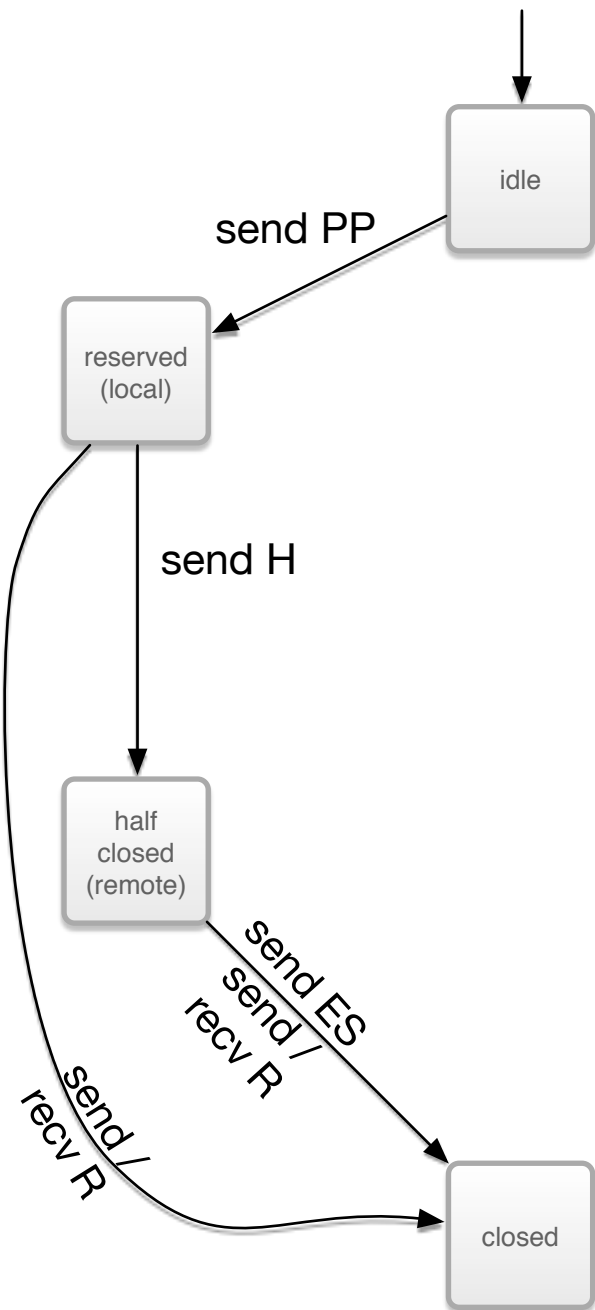 idle
send PP
reserved
(local)
send H
half
closed
(remote)
send ES
send /
recv R
send /
recv R
closed